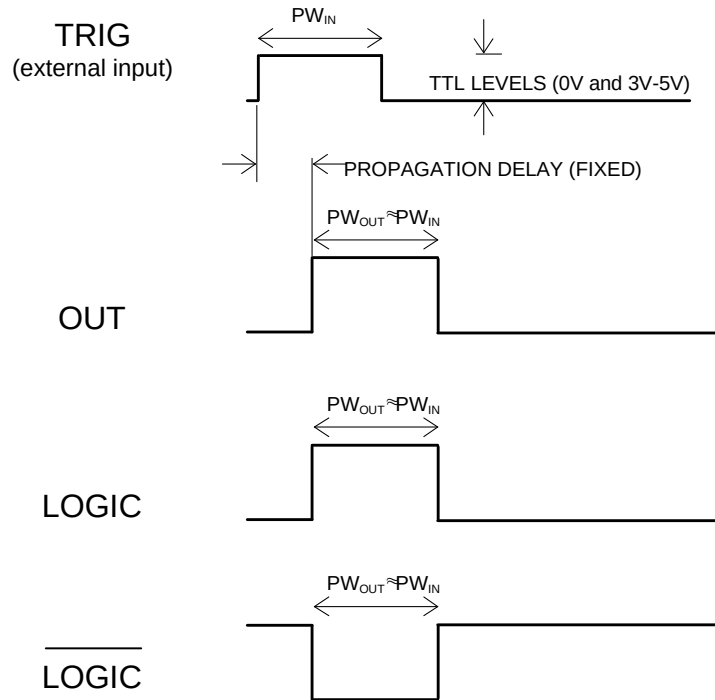 PW_IN
TRIG
(external input)
TTL LEVELS (0V and 3V-5V)
PROPAGATION DELAY (FIXED)
PW_OUT≈PW_IN
OUT
PW_OUT≈PW_IN
LOGIC
PW_OUT≈PW_IN
LOGIC